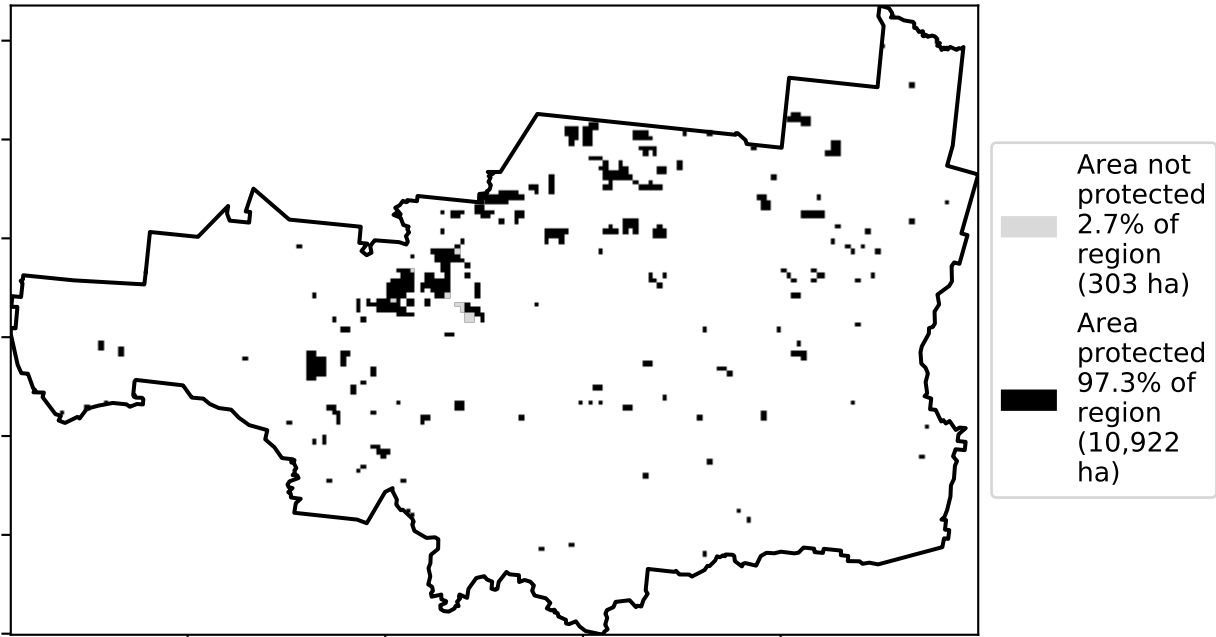 Area not
protected
2.7% of
region
(303 ha)
Area
protected
97.3% of
region
(10,922
ha)